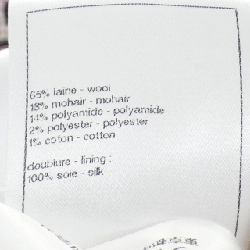 65% laine - wool
18% mohair - mohair
14% polyamide - polyamide
2% polyester - polyester
1% coton - cotton
doublure - lining :
100% soie - silk